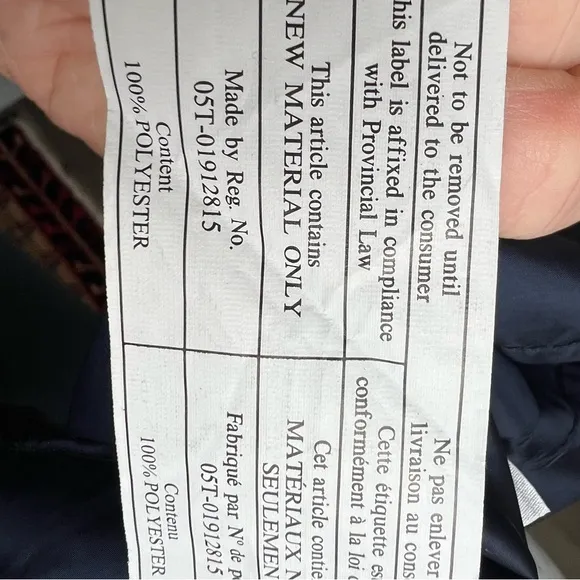 Not to be removed until
delivered to the consumer
his label is affixed in compliance
with Provincial Law
This article contains
NEW MATERIAL ONLY
Made by Reg. No.
05T-01912815
Content
100% POLYESTER
Ne pas enlever
livraison au cons
Cette étiquette es
conformément à la loi
Cet article contie
MATÉRIAUX N
SEULEMEN
Fabriqué par Nº de p
05T-01912815
Contenu
100% POLYESTER